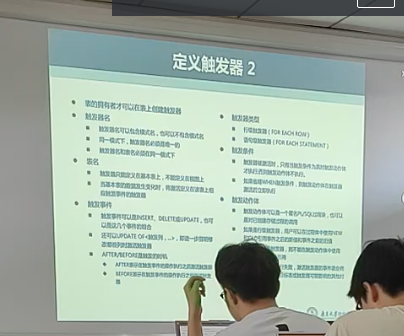 定义触发器 2
表的拥有者才可以在表上创建触发器
触发器名
触发器名可以包含模式名，也可以不包含模式名
同一模式下，触发器名必须是唯一的
触发器名和表名必须在同一模式下
表名
触发器只能定义在基本表上，不能定义在视图上
当基本表的数据发生变化时，将激活定义在该表上相
应触发事件的触发器
触发事件
触发事件可以是INSERT、DELETE或UPDATE，也可
以是这几个事件的组合
还可以UPDATE OF<触发列，...>，即进一步指明修
改哪些列时激活触发器
AFTER/BEFORE是触发的时机
AFTER表示在触发事件的操作执行之后激活触发器
BEFORE表示在触发事件的操作执行之前激活触发
触发器类型
行级触发器（FOR EACH ROW）
语句级触发器（FOR EACH STATEMENT）
触发条件
触发器被激活时，只有当触发条件为真时触发动作体
才执行;否则触发动作体不执行。
如果省略WHEN触发条件，则触发动作体在触发器
激活后立即执行
触发动作体
触发动作体可以是一个匿名PL/SQL过程块，也可以
是对已创建存储过程的调用